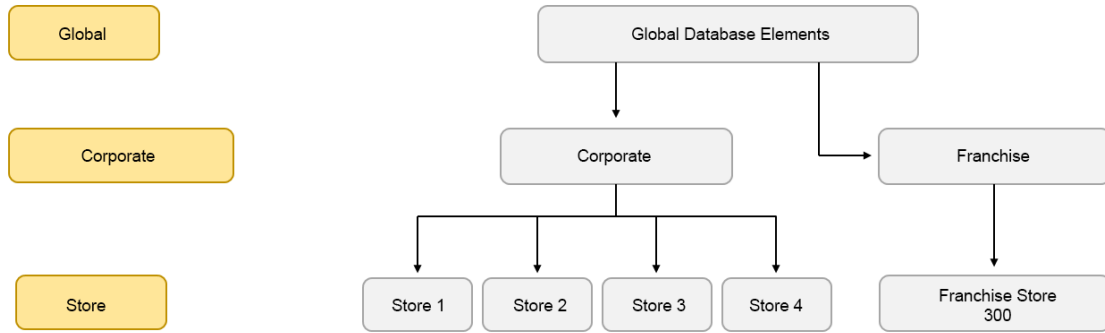 Global
Global Database Elements
Corporate
Corporate
Franchise
Store
Store 1
Store 2
Store 3
Store 4
Franchise Store
300